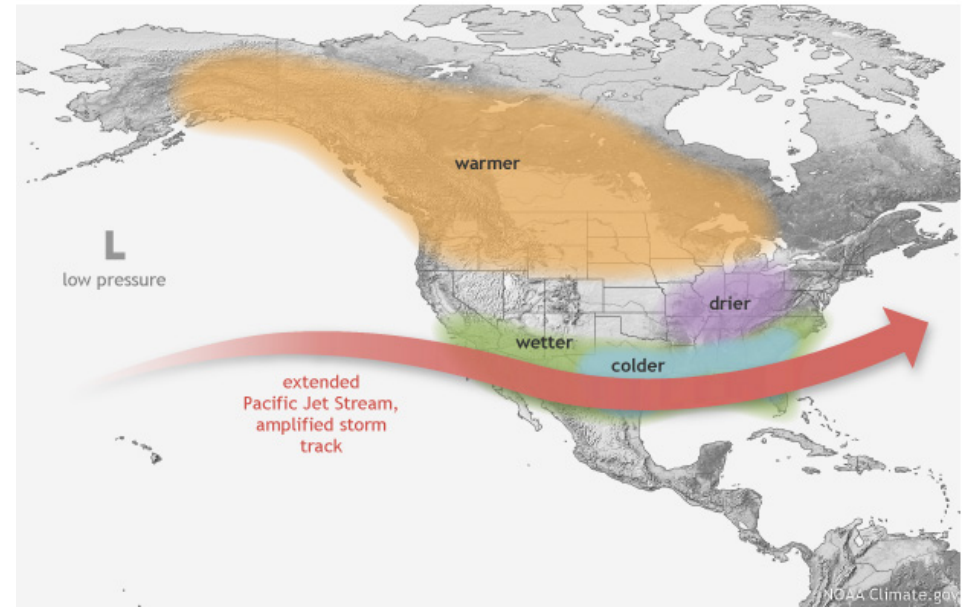 warmer
L
low pressure
drier
wetter
colder
extended
Pacific Jet Stream,
amplified storm
track
NOAA Climate.gov